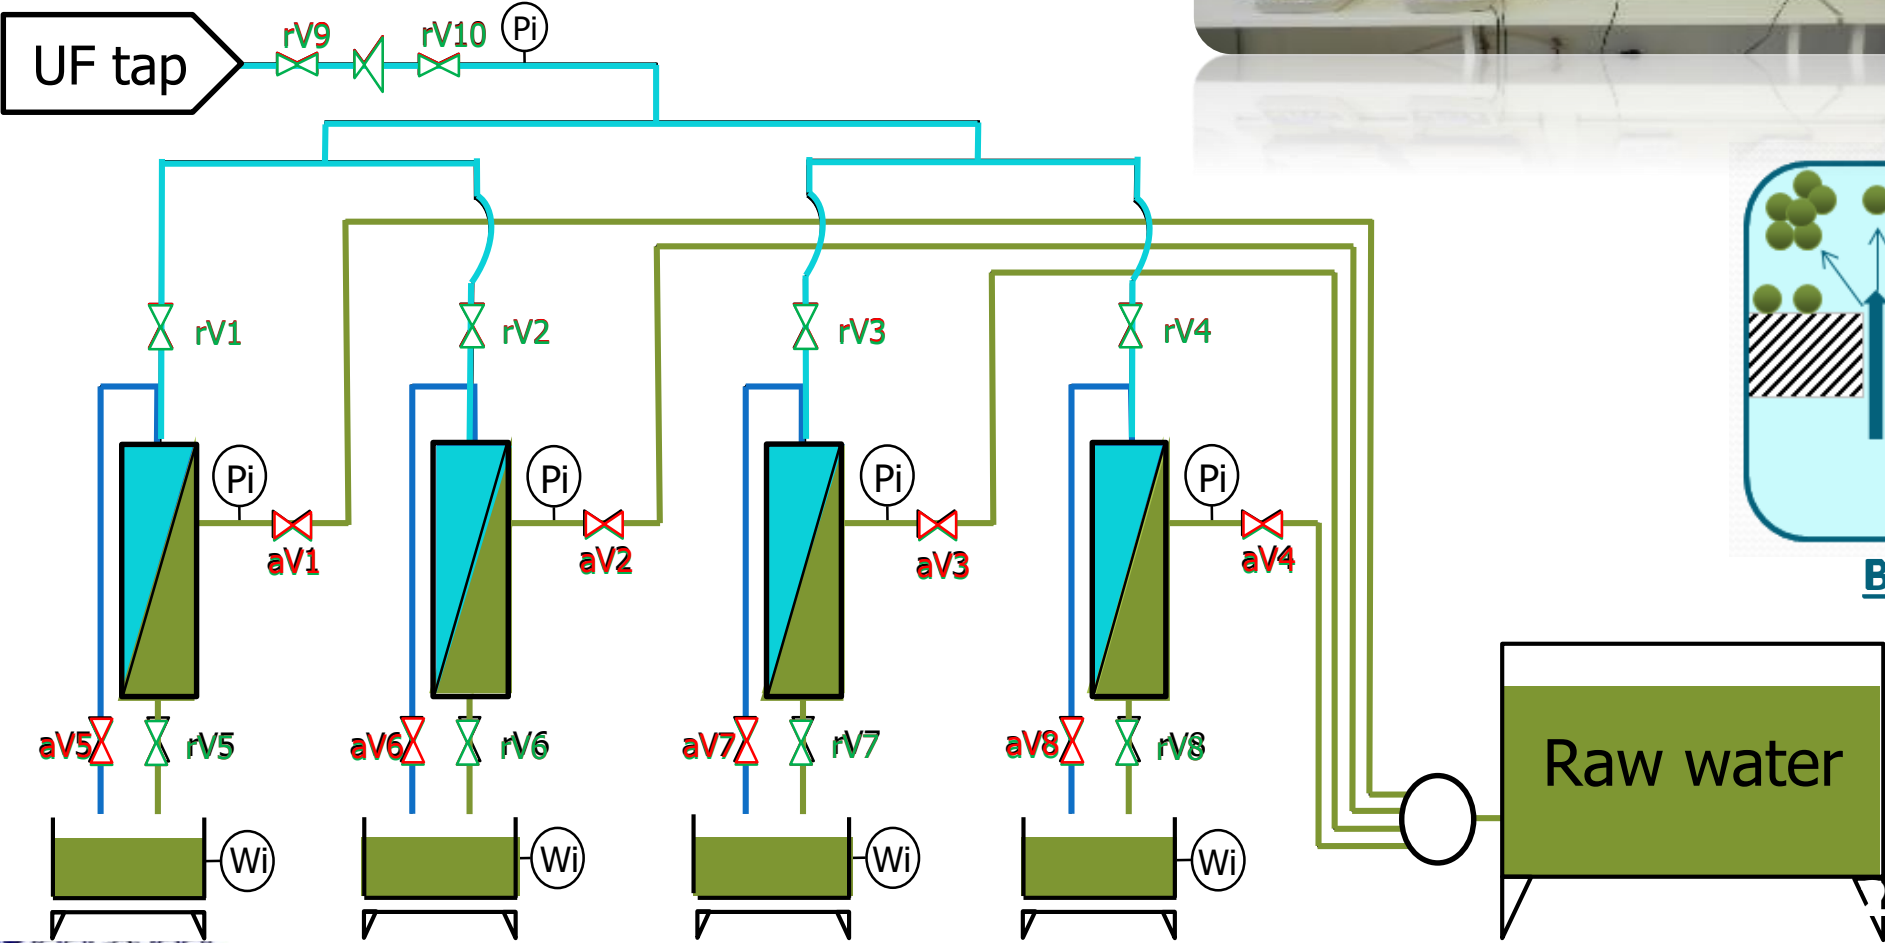 UF tap
rV9
rV10
Pi
rV1
rV2
rV3
rV4
Pi
Pi
Pi
Pi
aV1
aV2
aV3
aV4
B
aV5
rV5
aV6
rV6
aV7
rV7
aV8
rV8
Raw water
Wi
Wi
Wi
Wi